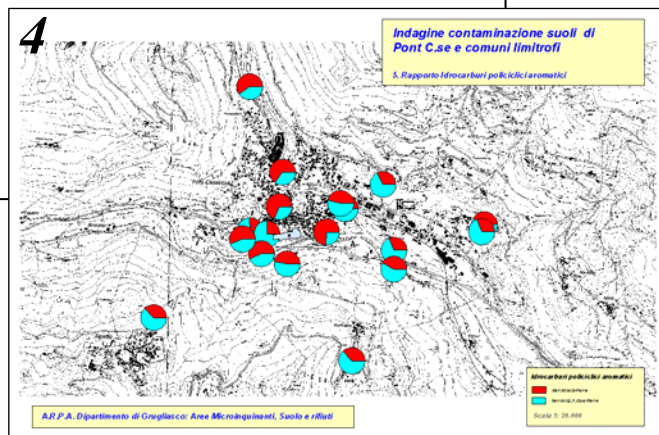 4
Indagine contaminazione suoli di
Pont C.se e comuni limitrofi
5. Rapporto Idrocarburi policiclici aromatici
Idrocarburi policiclici aromatici
Scala 1: 20.000
A.R.P.A. Dipartimento di Grugliasco: Aree Microinquinanti, Suolo e rifiuti